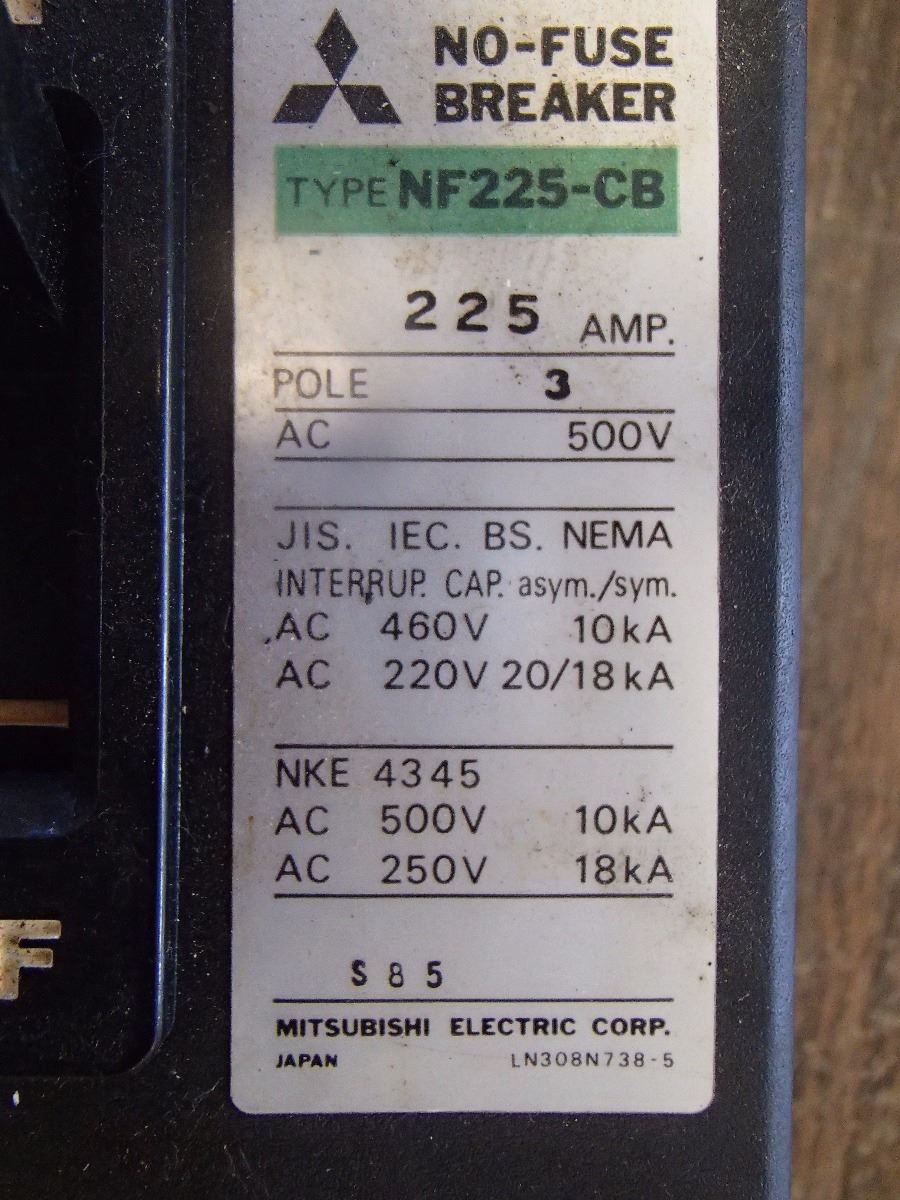 NO-FUSE
BREAKER
TYPE NF225-CB
225 AMP.
POLE 3
AC 500V
JIS. IEC. BS. NEMA
INTERRUP. CAP. asym./sym.
AC 460V 10kA
AC 220V 20/18kA
NKE 4345
AC 500V 10kA
AC 250V 18kA
S 8 5
MITSUBISHI ELECTRIC CORP.
JAPAN LN308N738-5